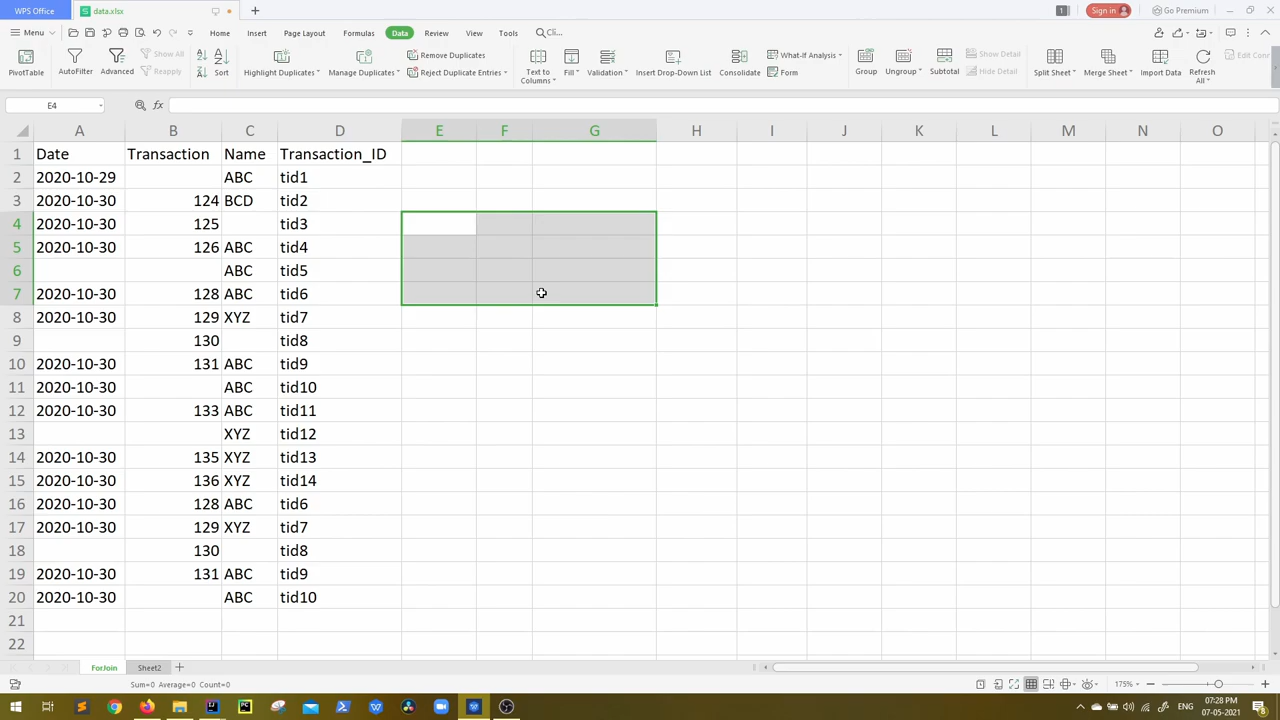 WPS Office data.xlsx + 1 Sign in Go Premium
Menu Home Insert Page Layout Formulas Data Review View Tools Cli...
PivotTable AutoFilter Advanced Show All Reapply Sort Highlight Duplicates Manage Duplicates Remove Duplicates Reject Duplicate Entries Text to Columns Fill Validation Insert Drop-Down List Consolidate What-If Analysis Form Group Ungroup Subtotal Show Detail Hide Detail Split Sheet Merge Sheet Import Data Refresh All Edit Conr
E4 fx
A B C D E F G H I J K L M N O
1 Date Transaction Name Transaction_ID
2 2020-10-29 ABC tid1
3 2020-10-30 124 BCD tid2
4 2020-10-30 125 tid3
5 2020-10-30 126 ABC tid4
6 ABC tid5
7 2020-10-30 128 ABC tid6
8 2020-10-30 129 XYZ tid7
9 130 tid8
10 2020-10-30 131 ABC tid9
11 2020-10-30 ABC tid10
12 2020-10-30 133 ABC tid11
13 XYZ tid12
14 2020-10-30 135 XYZ tid13
15 2020-10-30 136 XYZ tid14
16 2020-10-30 128 ABC tid6
17 2020-10-30 129 XYZ tid7
18 130 tid8
19 2020-10-30 131 ABC tid9
20 2020-10-30 ABC tid10
21
22
ForJoin Sheet2 +
Sum=0 Average=0 Count=0 175%
ENG 07:28 PM
07-05-2021